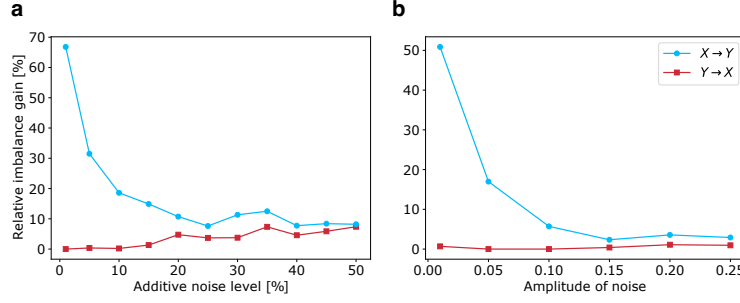 a
70
60
50
40
30
20
10
0
Relative imbalance gain [%]
0 10 20 30 40 50
Additive noise level [%]
b
50
40
30
20
10
0
X → Y
Y → X
0.00 0.05 0.10 0.15 0.20 0.25
Amplitude of noise